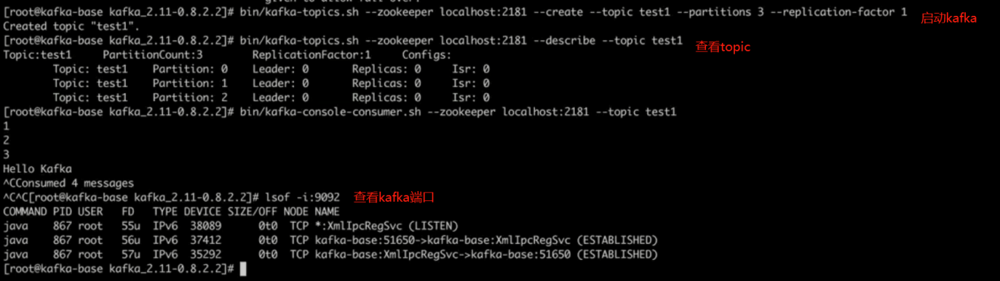 given to allow fail-over.
[root@kafka-base kafka_2.11-0.8.2.2]# bin/kafka-topics.sh --zookeeper localhost:2181 --create --topic test1 --partitions 3 --replication-factor 1
启动kafka
Created topic "test1".
[root@kafka-base kafka_2.11-0.8.2.2]# bin/kafka-topics.sh --zookeeper localhost:2181 --describe --topic test1
查看topic
Topic:test1 PartitionCount:3 ReplicationFactor:1 Configs:
Topic: test1 Partition: 0 Leader: 0 Replicas: 0 Isr: 0
Topic: test1 Partition: 1 Leader: 0 Replicas: 0 Isr: 0
Topic: test1 Partition: 2 Leader: 0 Replicas: 0 Isr: 0
[root@kafka-base kafka_2.11-0.8.2.2]# bin/kafka-console-consumer.sh --zookeeper localhost:2181 --topic test1
1
2
3
Hello Kafka
^CConsumed 4 messages
^C^C[root@kafka-base kafka_2.11-0.8.2.2]# lsof -i:9092 查看kafka端口
COMMAND PID USER FD TYPE DEVICE SIZE/OFF NODE NAME
java 867 root 55u IPv6 38089 0t0 TCP *:XmlIpcRegSvc (LISTEN)
java 867 root 56u IPv6 37412 0t0 TCP kafka-base:51650->kafka-base:XmlIpcRegSvc (ESTABLISHED)
java 867 root 57u IPv6 35292 0t0 TCP kafka-base:XmlIpcRegSvc->kafka-base:51650 (ESTABLISHED)
[root@kafka-base kafka_2.11-0.8.2.2]#